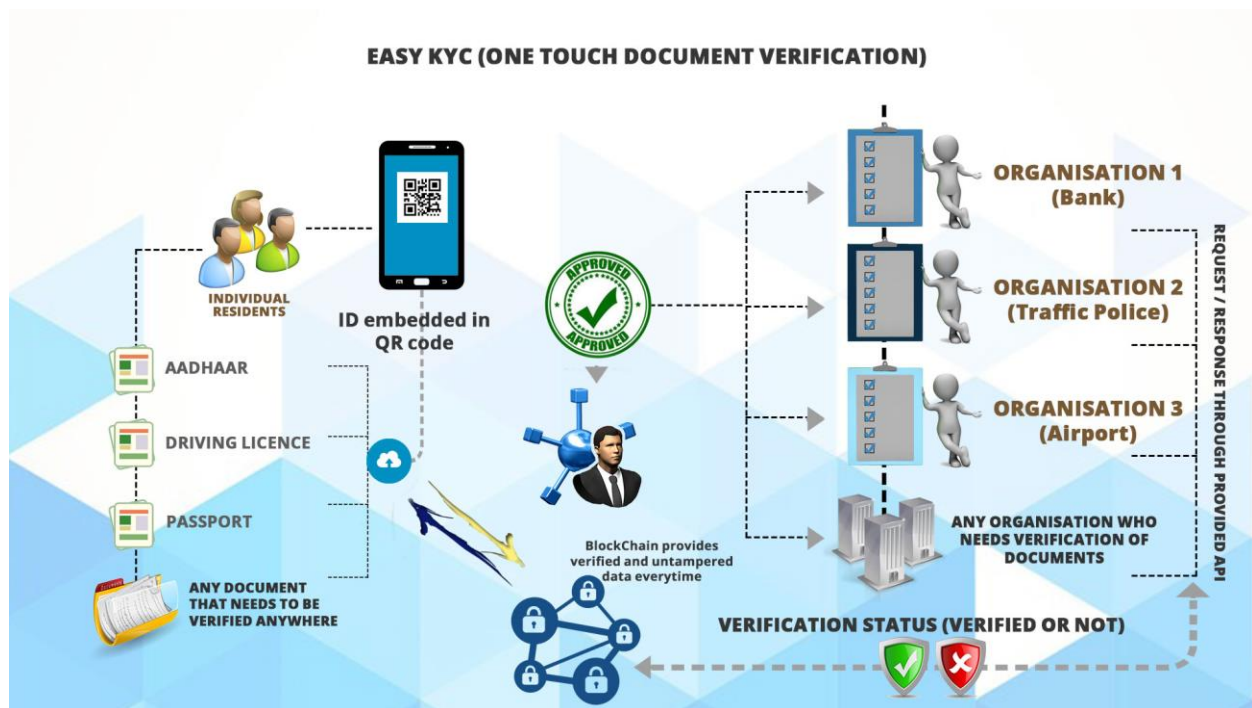 EASY KYC (ONE TOUCH DOCUMENT VERIFICATION)
INDIVIDUAL
RESIDENTS
ID embedded in
QR code
AADHAAR
DRIVING LICENCE
PASSPORT
ANY DOCUMENT
THAT NEEDS TO BE
VERIFIED ANYWHERE
APPROVED
APPROVED
BlockChain provides
verified and untampered
data everytime
ORGANISATION 1
(Bank)
ORGANISATION 2
(Traffic Police)
ORGANISATION 3
(Airport)
ANY ORGANISATION WHO
NEEDS VERIFICATION OF
DOCUMENTS
REQUEST / RESPONSE THROUGH PROVIDED API
VERIFICATION STATUS (VERIFIED OR NOT)